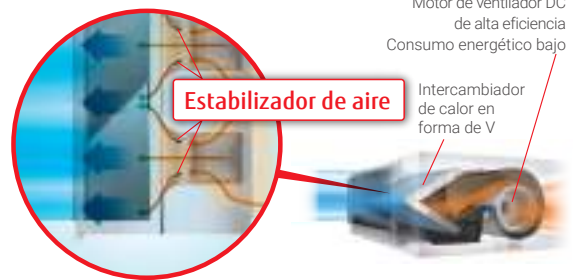 Motor de ventilador DC
de alta eficiencia
Consumo energético bajo
Estabilizador de aire
Intercambiador
de calor en
forma de V